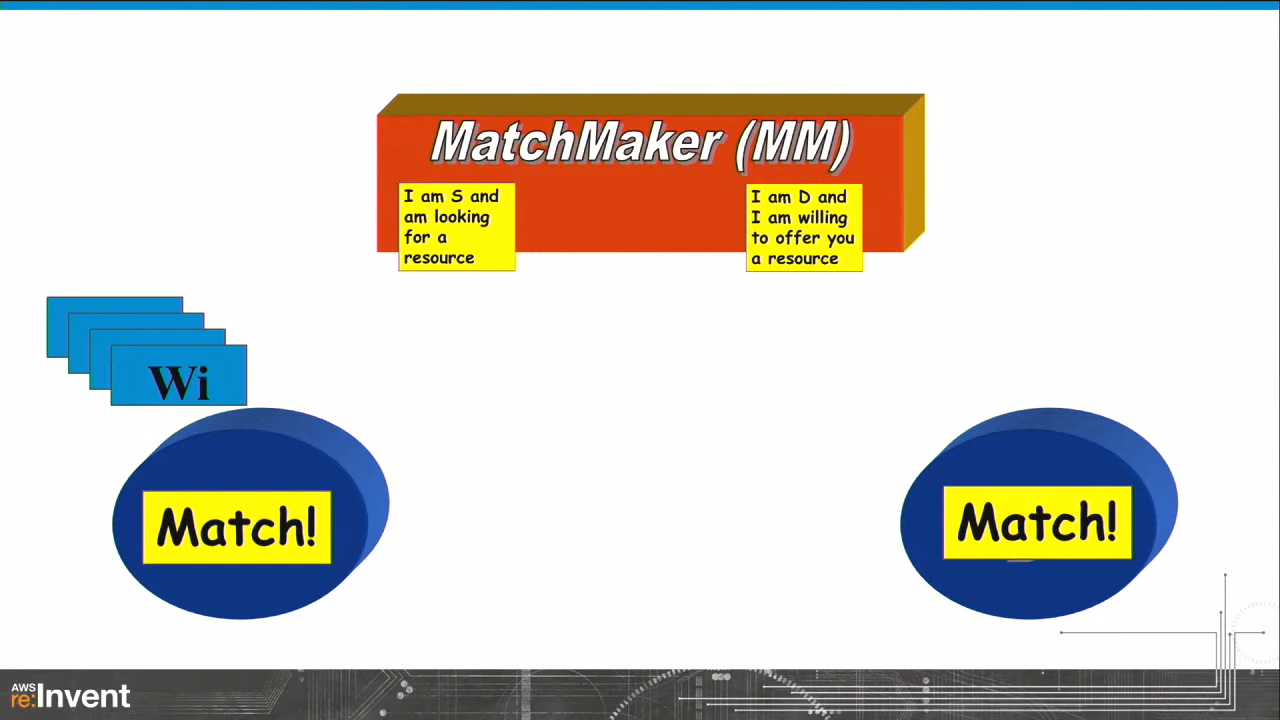 MatchMaker (MM)
I am S and
am looking
for a
resource
I am D and
I am willing
to offer you
a resource
Wi
Match!
Match!
AWS
re:Invent